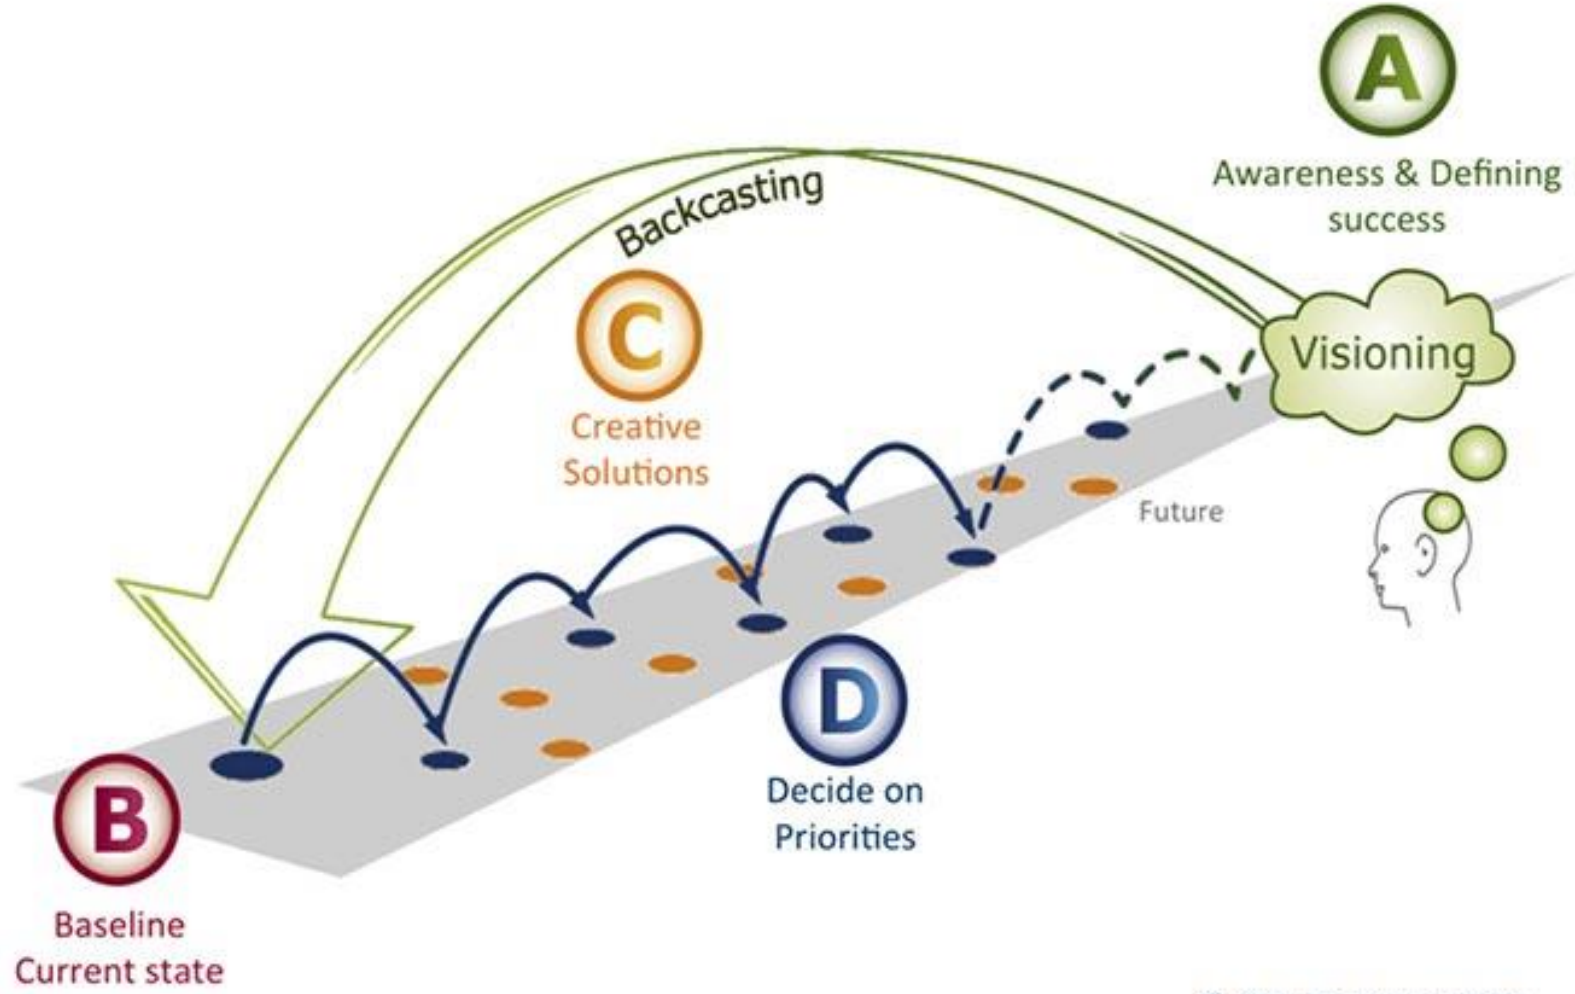 A
Awareness & Defining
success
Backcasting
C
Creative
Solutions
Visioning
Future
D
Decide on
Priorities
B
Baseline
Current state